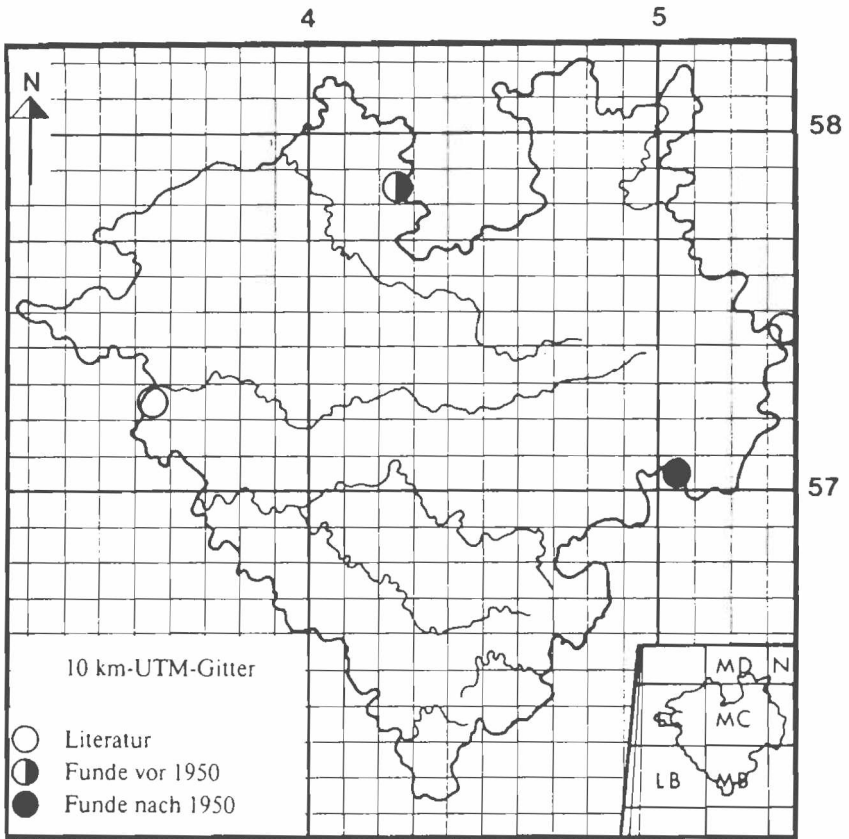 4 5
N
58
57
10 km-UTM-Gitter
Literatur
Funde vor 1950
Funde nach 1950
MD N
MC
LB MB